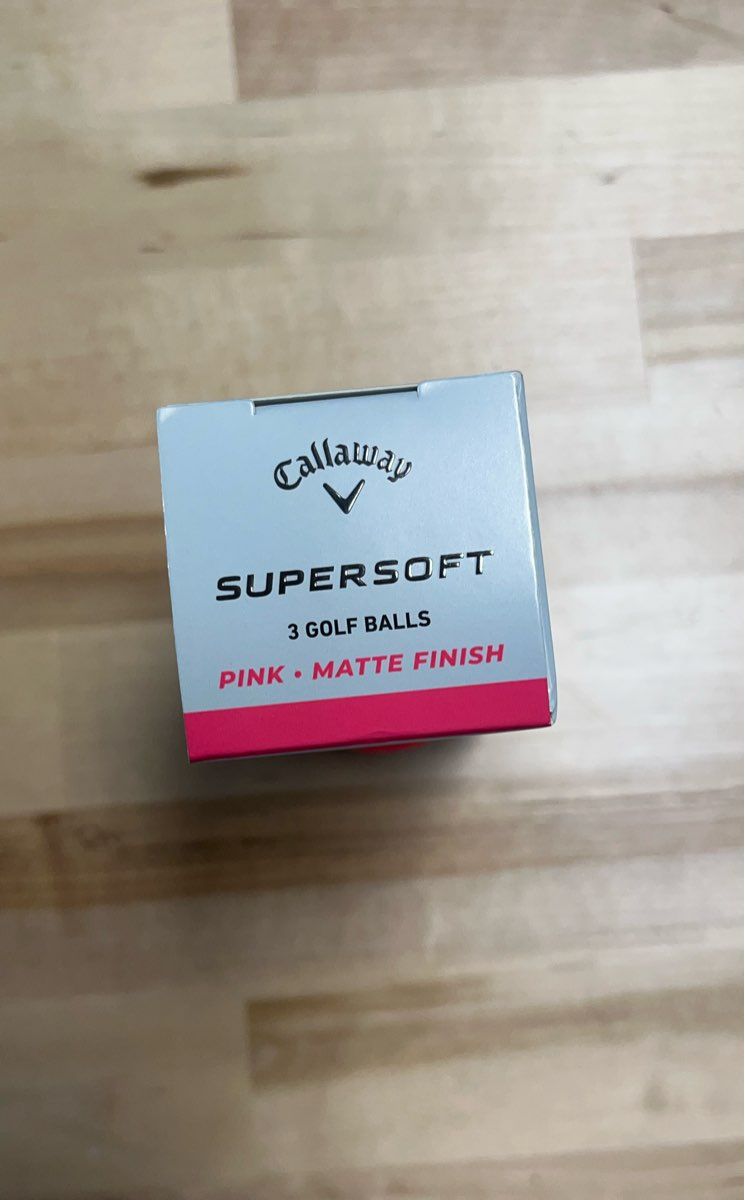 Callaway
SUPERSOFT
3 GOLF BALLS
PINK • MATTE FINISH